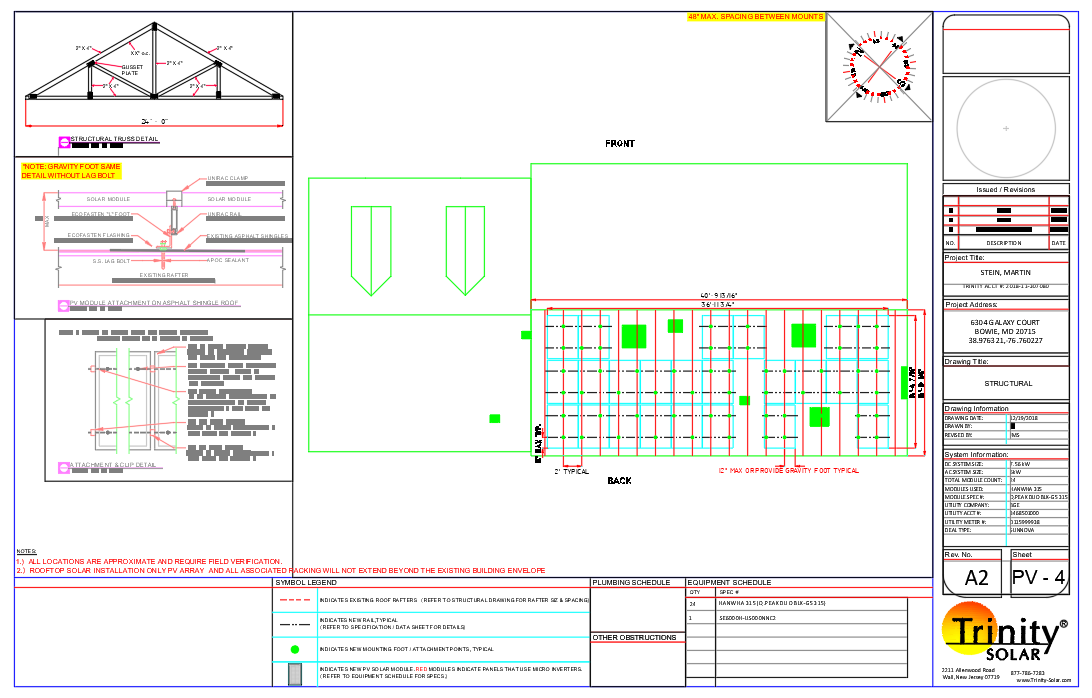 48" MAX. SPACING BETWEEN MOUNTS
2" X 4"
X'X" o.c.
2" X 4"
2" X 4"
GUSSET
PLATE
2" X 4"
2" X 4"
STRUCTURAL TRUSS DETAIL
*NOTE: GRAVITY FOOT SAME
DETAIL WITHOUT LAG BOLT
UNIRAC CLAMP
SOLAR MODULE
SOLAR MODULE
ECOFASTEN "L" FOOT
UNIRAC RAIL
MAX
ECOFASTEN FLASHING
EXISTING ASPHALT SHINGLES
S.S. LAG BOLT
APOC SEALANT
EXISTING RAFTER
PV MODULE ATTACHMENT ON ASPHALT SHINGLE ROOF
ATTACHMENT & CLIP DETAIL
FRONT
40'-9 13/16"
36'-11 3/4"
2" TYPICAL
12" MAX OR PROVIDE GRAVITY FOOT TYPICAL
BACK
NOTES:
1.) ALL LOCATIONS ARE APPROXIMATE AND REQUIRE FIELD VERIFICATION.
2.) ROOFTOP SOLAR INSTALLATION ONLY PV ARRAY AND ALL ASSOCIATED RACKING WILL NOT EXTEND BEYOND THE EXISTING BUILDING ENVELOPE
SYMBOL LEGEND
INDICATES EXISTING ROOF RAFTERS (REFER TO STRUCTURAL DRAWING FOR RAFTER SIZ & SPACING)
INDICATES NEW RAIL, TYPICAL
(REFER TO SPECIFICATION / DATA SHEET FOR DETAILS)
INDICATES NEW MOUNTING FOOT / ATTACHMENT POINTS, TYPICAL
INDICATES NEW PV SOLAR MODULE. RED MODULES INDICATE PANELS THAT USE MICRO INVERTERS.
(REFER TO EQUIPMENT SCHEDULE FOR SPECS.)
PLUMBING SCHEDULE
OTHER OBSTRUCTIONS
EQUIPMENT SCHEDULE
QTY SPEC #
24 HANWHA 315 (Q.PEAK DUO BLK-G5 315)
1 SE6000H-US000NNC2
Issued / Revisions
NO. DESCRIPTION DATE
Project Title:
STEIN, MARTIN
TRINITY ACCT #: 2018-11-307080
Project Address:
6304 GALAXY COURT
BOWIE, MD 20715
38.976321,-76.760227
Drawing Title:
STRUCTURAL
Drawing Information
DRAWING DATE: 12/19/2018
DRAWN BY:
REVISED BY: IMS
System Information:
DC SYSTEM SIZE: 7.56kW
AC SYSTEM SIZE: 6kW
TOTAL MODULE COUNT: 24
MODULES USED: HANWHA 315
MODULE SPEC #: Q.PEAK DUO BLK-G5 315
UTILITY COMPANY: BGE
UTILITY ACCT #:
UTILITY METER #:
DEAL TYPE: SUNNOVA
Rev. No.
Sheet
A2
PV - 4
Trinity®
SOLAR
2211 Allenwood Road
Wall, New Jersey 07719
877-786-7283
www.Trinity-Solar.com